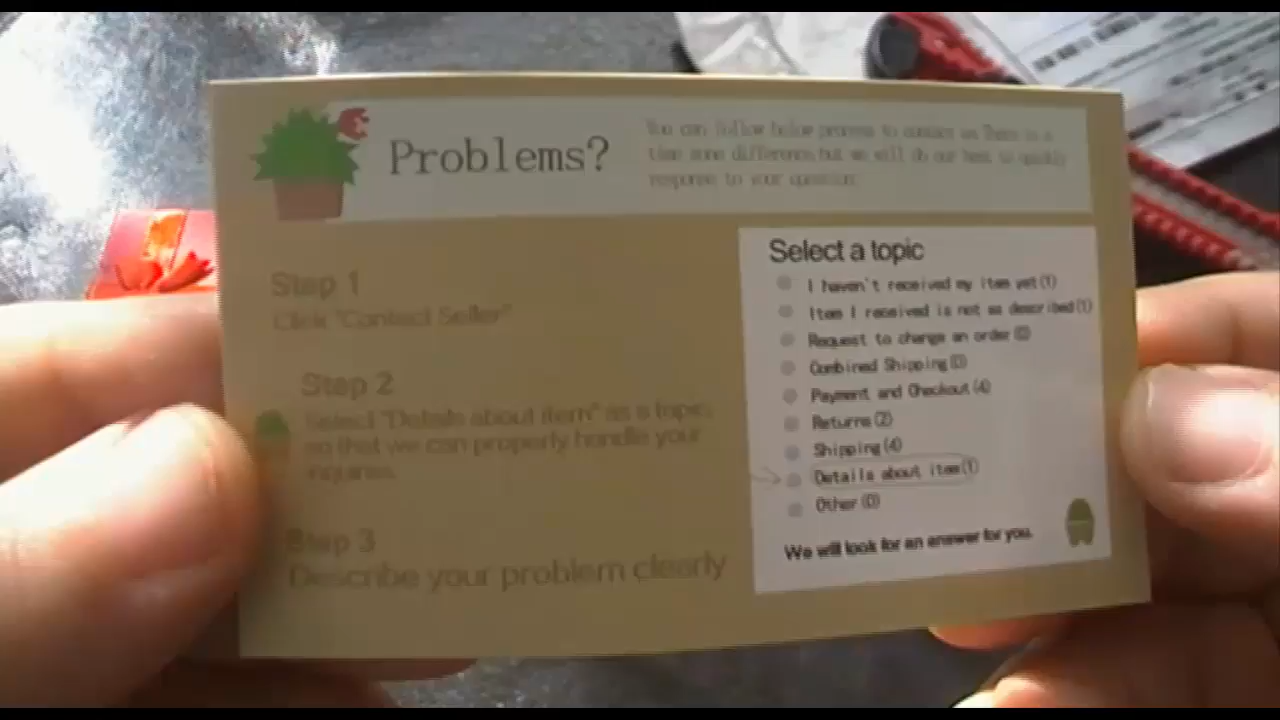 Problems?
You can follow below process to contact us.There is a
time zone difference,but we will do our best to quickly
response to your question.
Step 1
Click "Contact Seller"
Step 2
Select "Details about item" as a topic,
so that we can properly handle your
inquiries.
Step 3
Describe your problem clearly
Select a topic
I haven't received my item yet(1)
Item I received is not as described(1)
Request to change an order(0)
Combined Shipping(0)
Payment and Checkout(4)
Returns(2)
Shipping(4)
Details about item(1)
Other(0)
We will look for an answer for you.